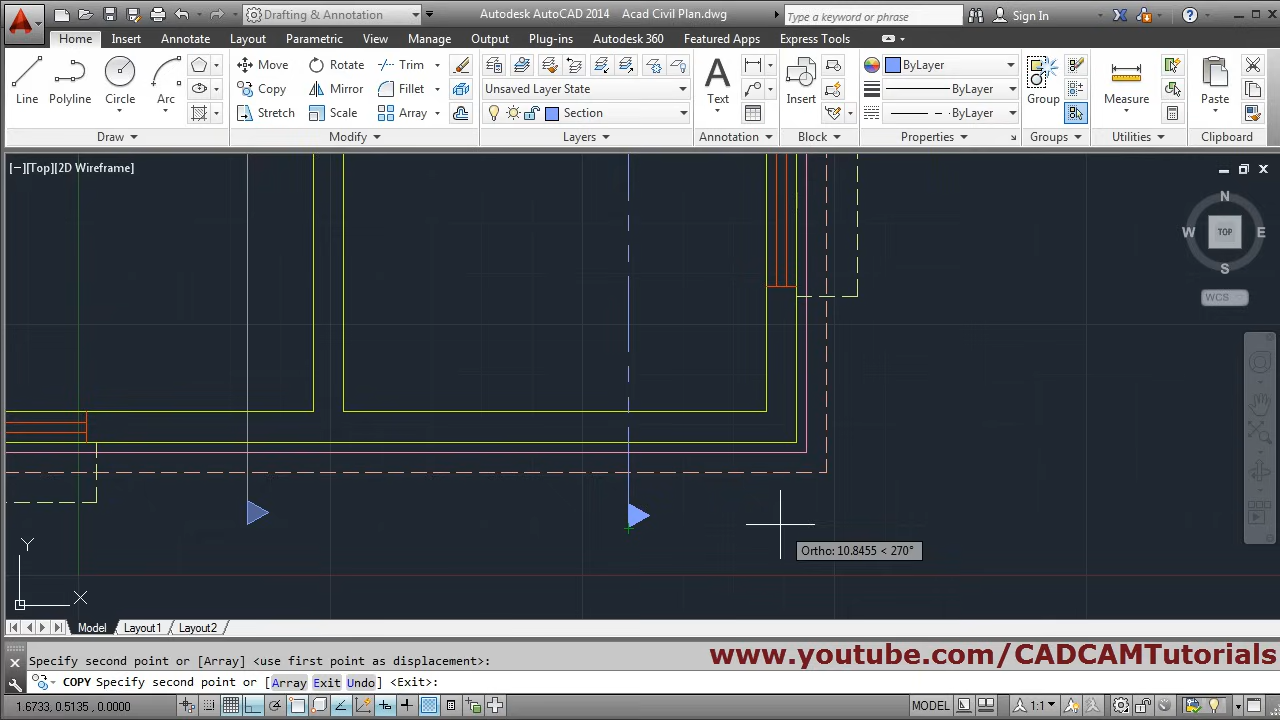 Drafting & Annotation
Autodesk AutoCAD 2014 Acad Civil Plan.dwg
Type a keyword or phrase
Sign In
Home Insert Annotate Layout Parametric View Manage Output Plug-ins Autodesk 360 Featured Apps Express Tools
Line Polyline Circle Arc
Move Rotate Trim
Copy Mirror Fillet
Stretch Scale Array
Unsaved Layer State
Section
Text
Insert
ByLayer
ByLayer
ByLayer
Group
Measure
Paste
Draw Modify Layers Annotation Block Properties Groups Utilities Clipboard
[−][Top][2D Wireframe]
N
W TOP E
S
WCS
Ortho: 10.8455 < 270°
Y
X
Model Layout1 Layout2
Specify second point or [Array] <use first point as displacement>:
www.youtube.com/CADCAMTutorials
COPY Specify second point or [Array Exit Undo] <Exit>:
1.6733, 0.5135, 0.0000
MODEL
1:1